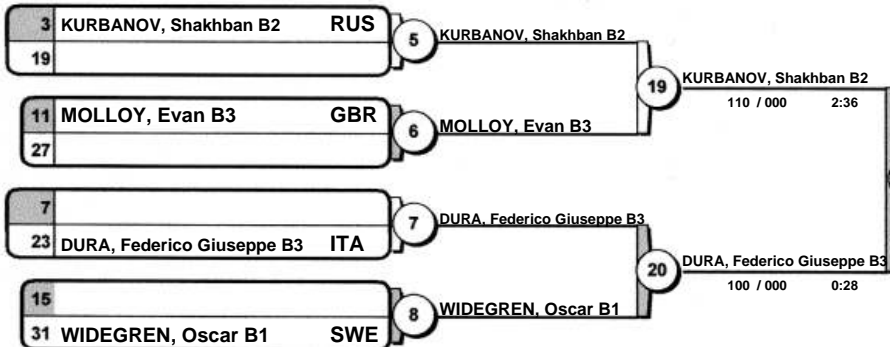 3 KURBANOV, Shakhban B2 RUS
19
5
KURBANOV, Shakhban B2
11 MOLLOY, Evan B3 GBR
27
6
MOLLOY, Evan B3
19
KURBANOV, Shakhban B2
110 / 000 2:36
7
23 DURA, Federico Giuseppe B3 ITA
7
DURA, Federico Giuseppe B3
15
31 WIDEGREN, Oscar B1 SWE
8
WIDEGREN, Oscar B1
20
DURA, Federico Giuseppe B3
100 / 000 0:28